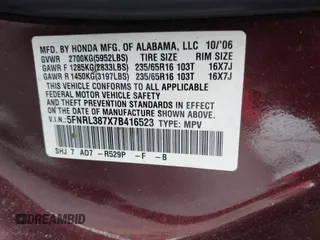 MFD. BY HONDA MFG. OF ALABAMA, LLC 10/'06
GVWR 2700KG(5952LBS) TIRE SIZE RIM SIZE
GAWR F 1285KG(2833LBS) 235/65R16 103T 16X7J
GAWR R 1450KG(3197LBS) 235/65R16 103T 16X7J
THIS VEHICLE CONFORMS TO ALL APPLICABLE
FEDERAL MOTOR VEHICLE SAFETY AND
THEFT PREVENTION STANDARDS IN EFFECT ON
THE DATE OF MANUFACTURE SHOWN ABOVE.
V.I.N.: 5FNRL387X7B416523 TYPE: MPV
SHJ 7 AD7 - R529P - F - B
DREAMBID